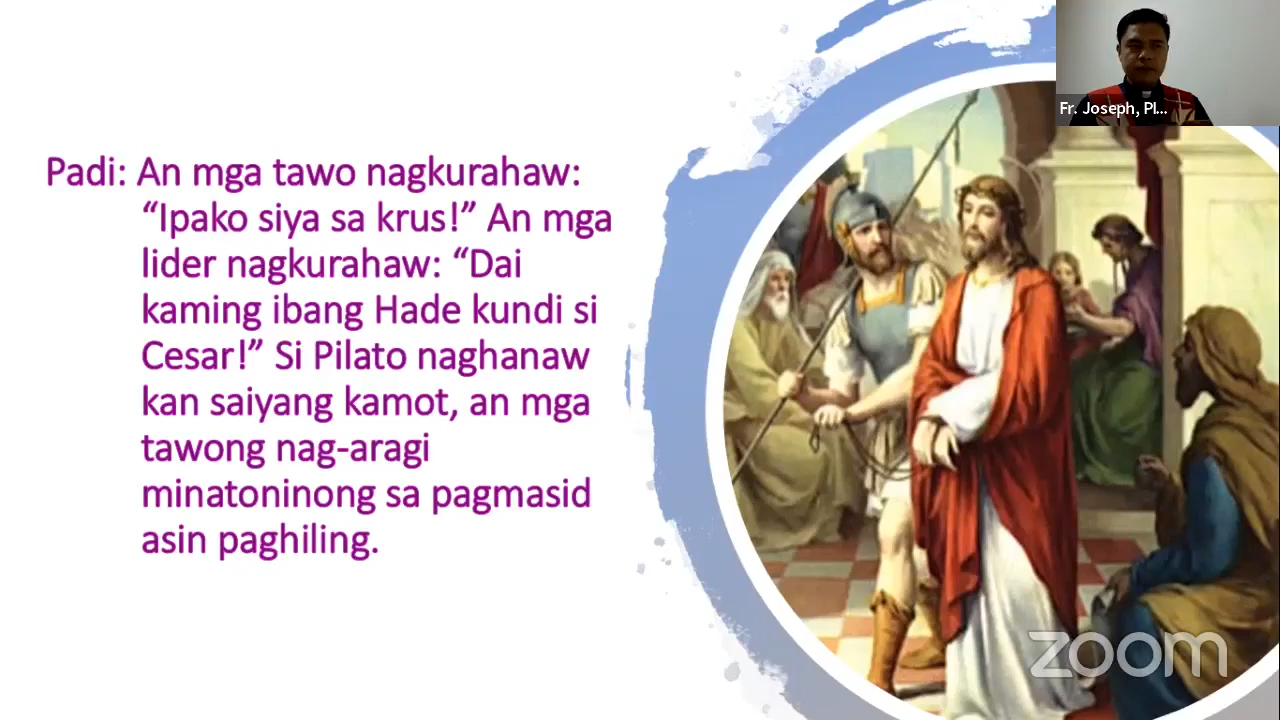 Padi: An mga tawo nagkurahaw:
“Ipako siya sa krus!” An mga
lider nagkurahaw: “Dai
kaming ibang Hade kundi si
Cesar!” Si Pilato naghanaw
kan saiyang kamot, an mga
tawong nag-aragi
minatoninong sa pagmasid
asin paghiling.
Fr. Joseph, Pl...
zoom